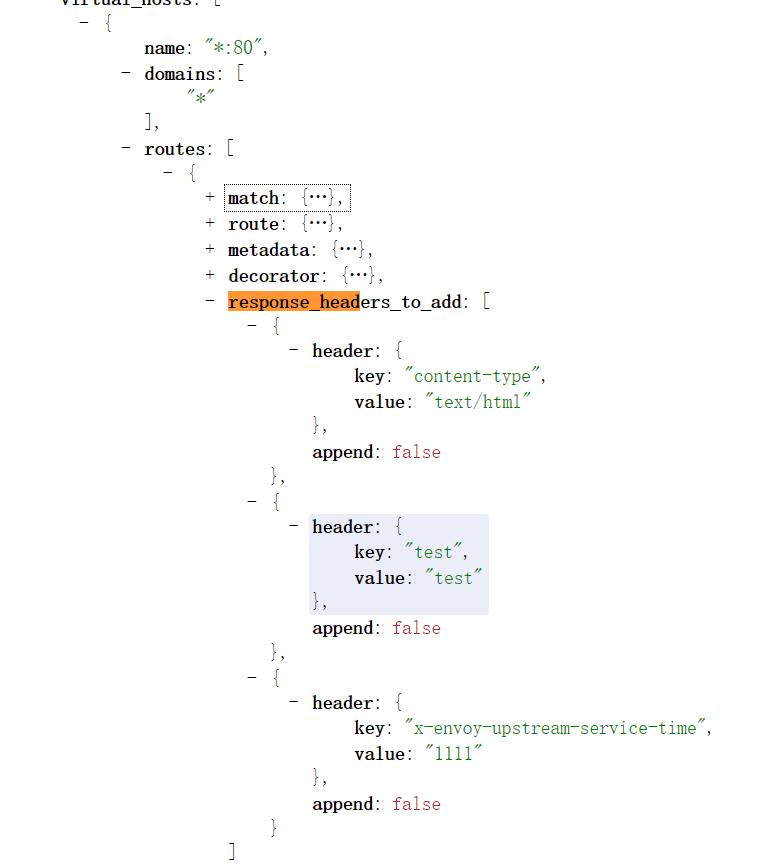 virtual_hosts: [
- {
name: "*:80",
- domains: [
"*"
],
- routes: [
- {
+ match: {…},
+ route: {…},
+ metadata: {…},
+ decorator: {…},
- response_headers_to_add: [
- {
- header: {
key: "content-type",
value: "text/html"
},
append: false
},
- {
- header: {
key: "test",
value: "test"
},
append: false
},
- {
- header: {
key: "x-envoy-upstream-service-time",
value: "1111"
},
append: false
}
]